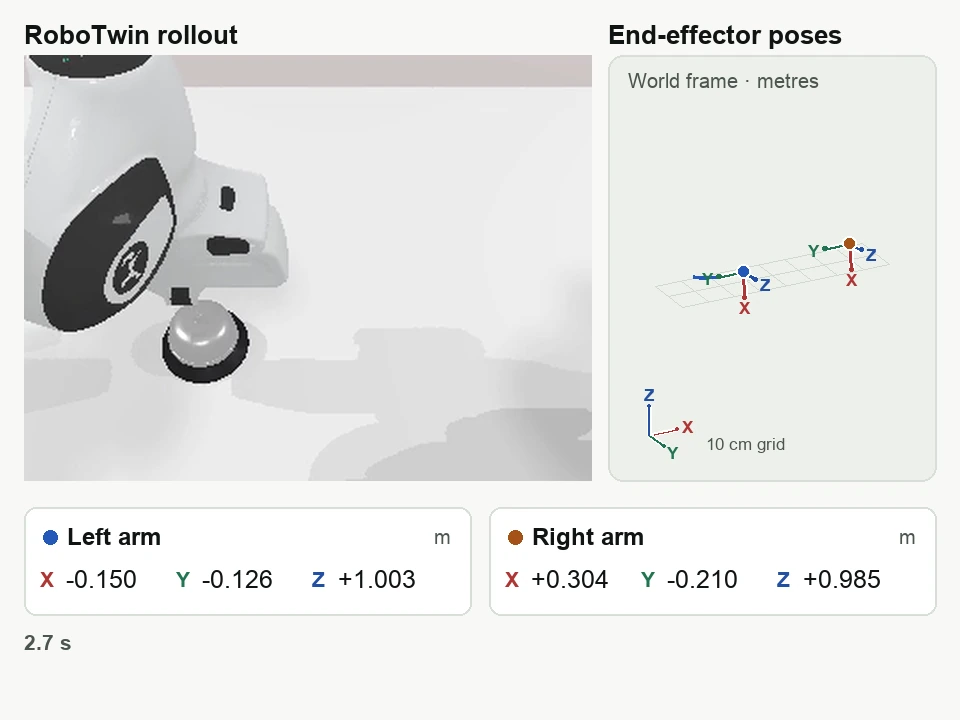 RoboTwin rollout
End-effector poses
World frame · metres
Y
Z
X
Y
Z
X
Z
X
Y
10 cm grid
Left arm
m
X -0.150 Y -0.126 Z +1.003
Right arm
m
X +0.304 Y -0.210 Z +0.985
2.7 s